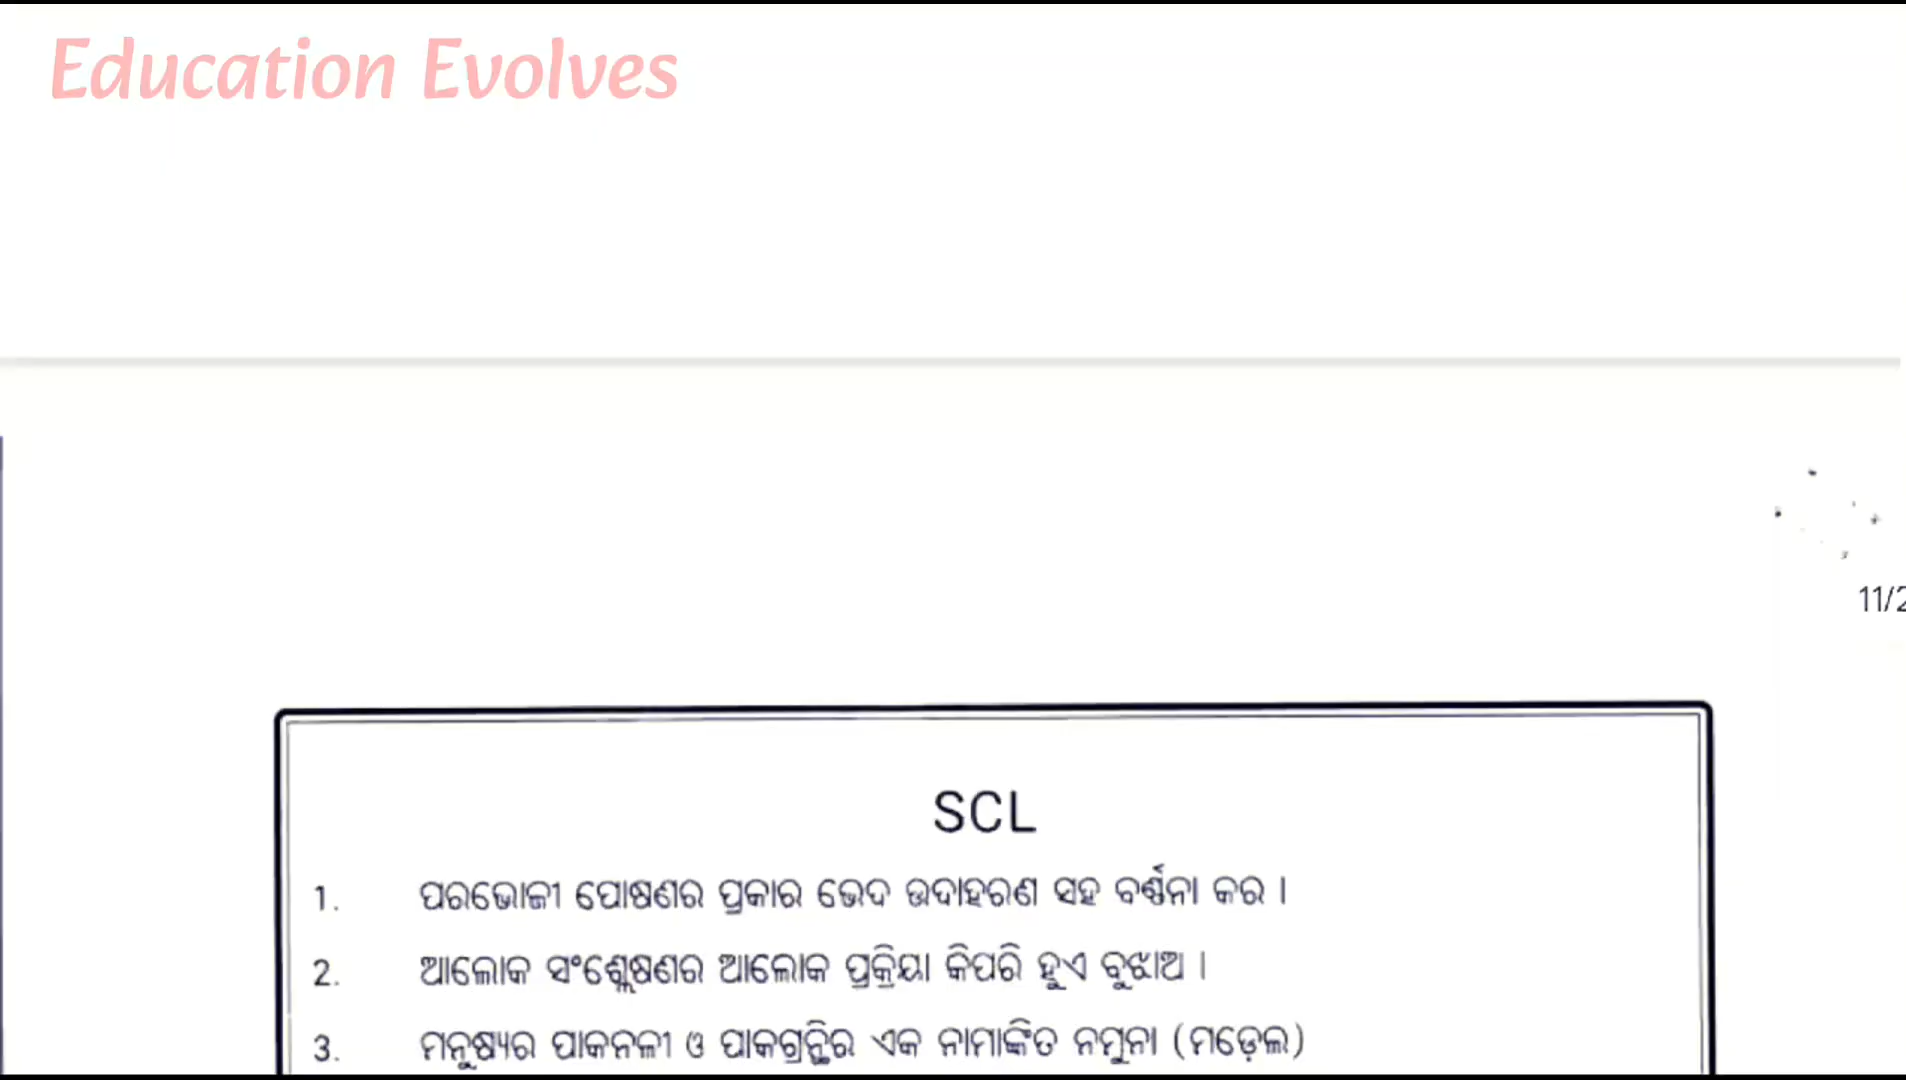 Education Evolves
11/2
SCL
1. ପରଭୋଜୀ ପୋଷଣର ପ୍ରକାର ଭେଦ ଉଦାହରଣ ସହ ବର୍ଣ୍ଣନା କର ।
2. ଆଲୋକ ସଂଶ୍ଳେଷଣର ଆଲୋକ ପ୍ରକ୍ରିୟା କିପରି ହୁଏ ବୁଝାଅ ।
3. ମନୁଷ୍ୟର ପାକନଳୀ ଓ ପାକଗ୍ରନ୍ଥିର ଏକ ନାମାଙ୍କିତ ନମୁନା (ମଡ଼େଲ)